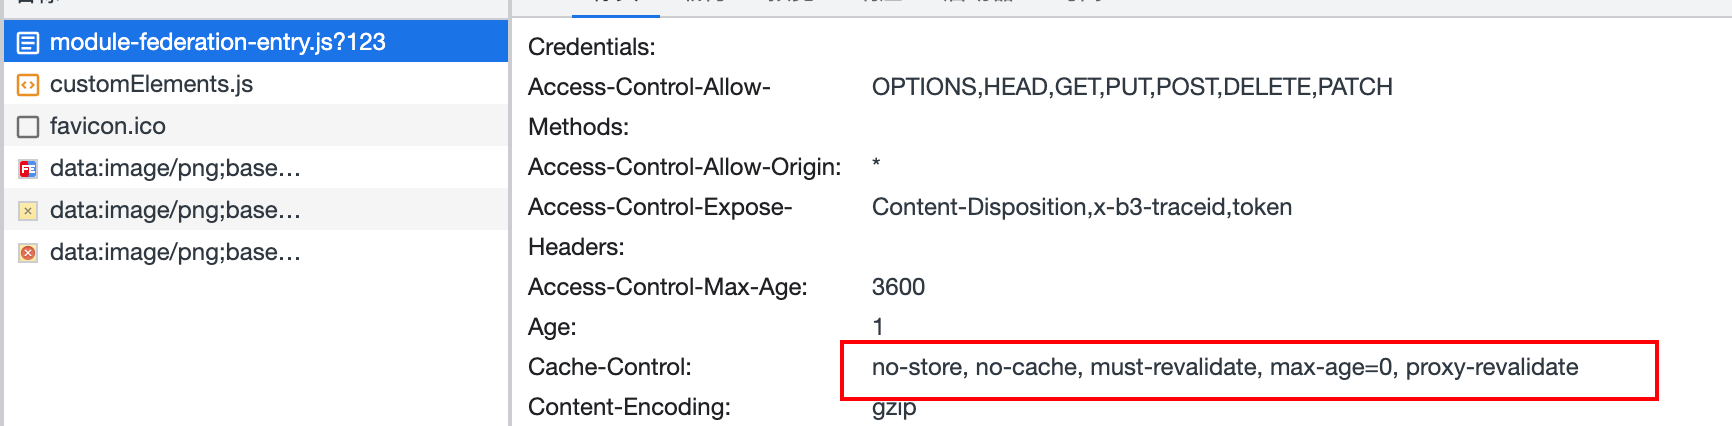 module-federation-entry.js?123
customElements.js
favicon.ico
data:image/png;base…
data:image/png;base…
data:image/png;base…
Credentials:
Access-Control-Allow-Methods: OPTIONS,HEAD,GET,PUT,POST,DELETE,PATCH
Access-Control-Allow-Origin: *
Access-Control-Expose-Headers: Content-Disposition,x-b3-traceid,token
Access-Control-Max-Age: 3600
Age: 1
Cache-Control: no-store, no-cache, must-revalidate, max-age=0, proxy-revalidate
Content-Encoding: gzip